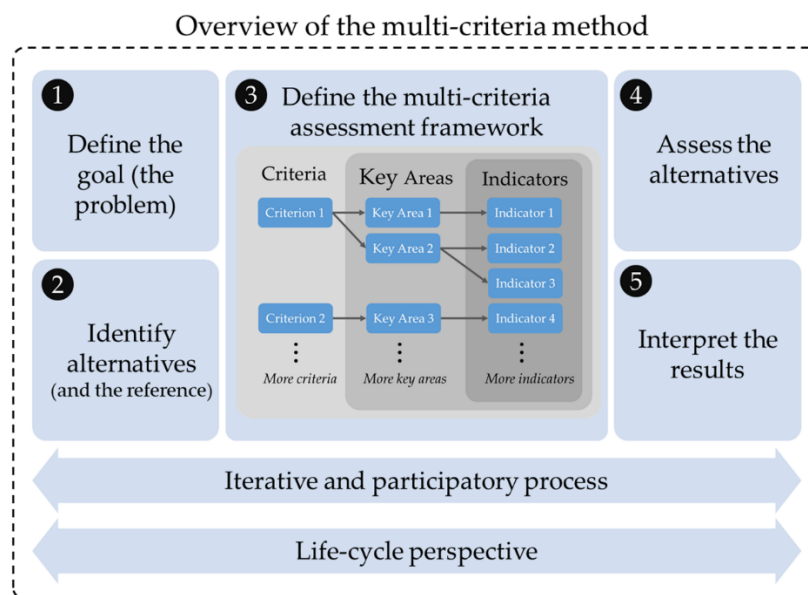 Overview of the multi-criteria method
1
Define the
goal (the
problem)
2
Identify
alternatives
(and the reference)
3
Define the multi-criteria
assessment framework
Criteria
Key Areas
Indicators
Criterion 1
Key Area 1
Indicator 1
Key Area 2
Indicator 2
Indicator 3
Criterion 2
Key Area 3
Indicator 4
More criteria
More key areas
More indicators
4
Assess the
alternatives
5
Interpret the
results
Iterative and participatory process
Life-cycle perspective